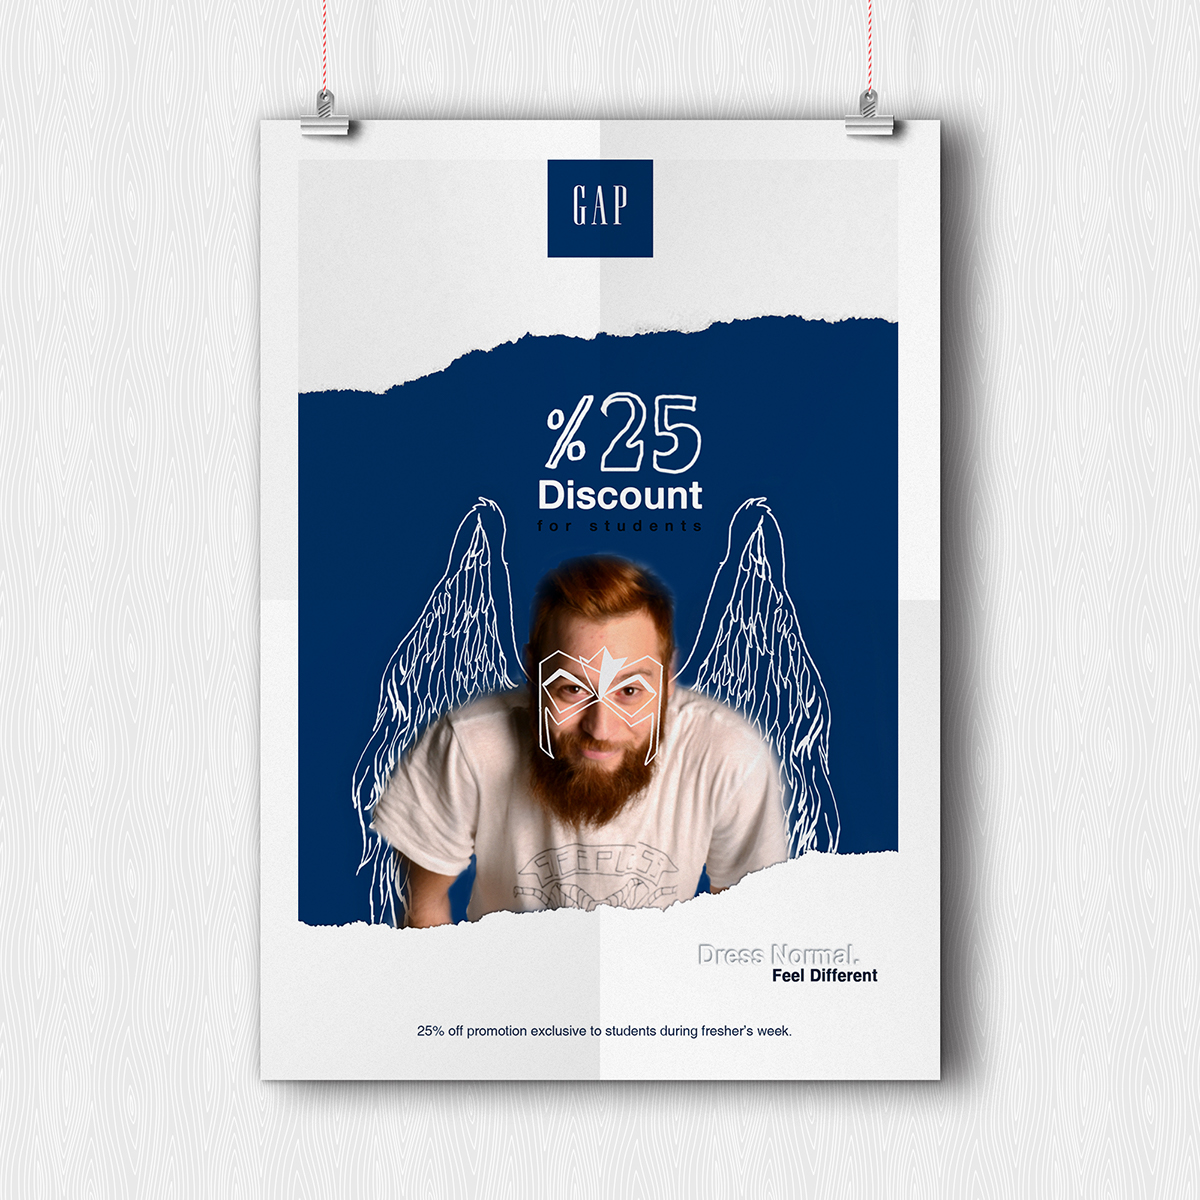 GAP
%25
Discount
for students
Dress Normal.
Feel Different
25% off promotion exclusive to students during fresher's week.